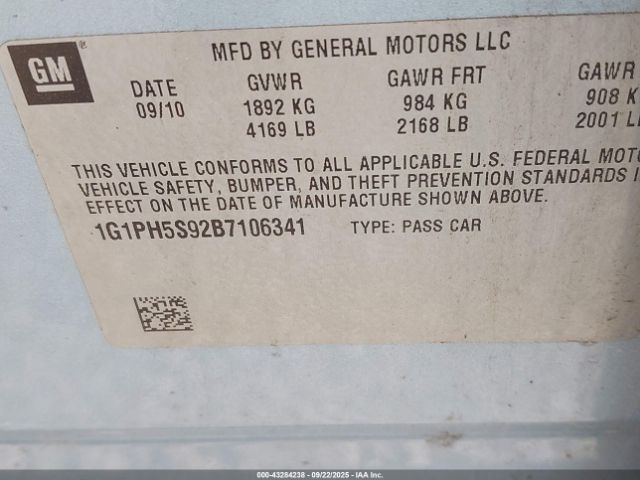 GM ®
MFD BY GENERAL MOTORS LLC
DATE GVWR GAWR FRT GAWR
09/10 1892 KG 984 KG 908 K
4169 LB 2168 LB 2001 L
THIS VEHICLE CONFORMS TO ALL APPLICABLE U.S. FEDERAL MOTO
VEHICLE SAFETY, BUMPER, AND THEFT PREVENTION STANDARDS I
EFFECT ON THE DATE OF MANUFACTURE SHOWN ABOVE.
1G1PH5S92B7106341 TYPE: PASS CAR
000-43284238 - 09/22/2025 - IAA Inc.